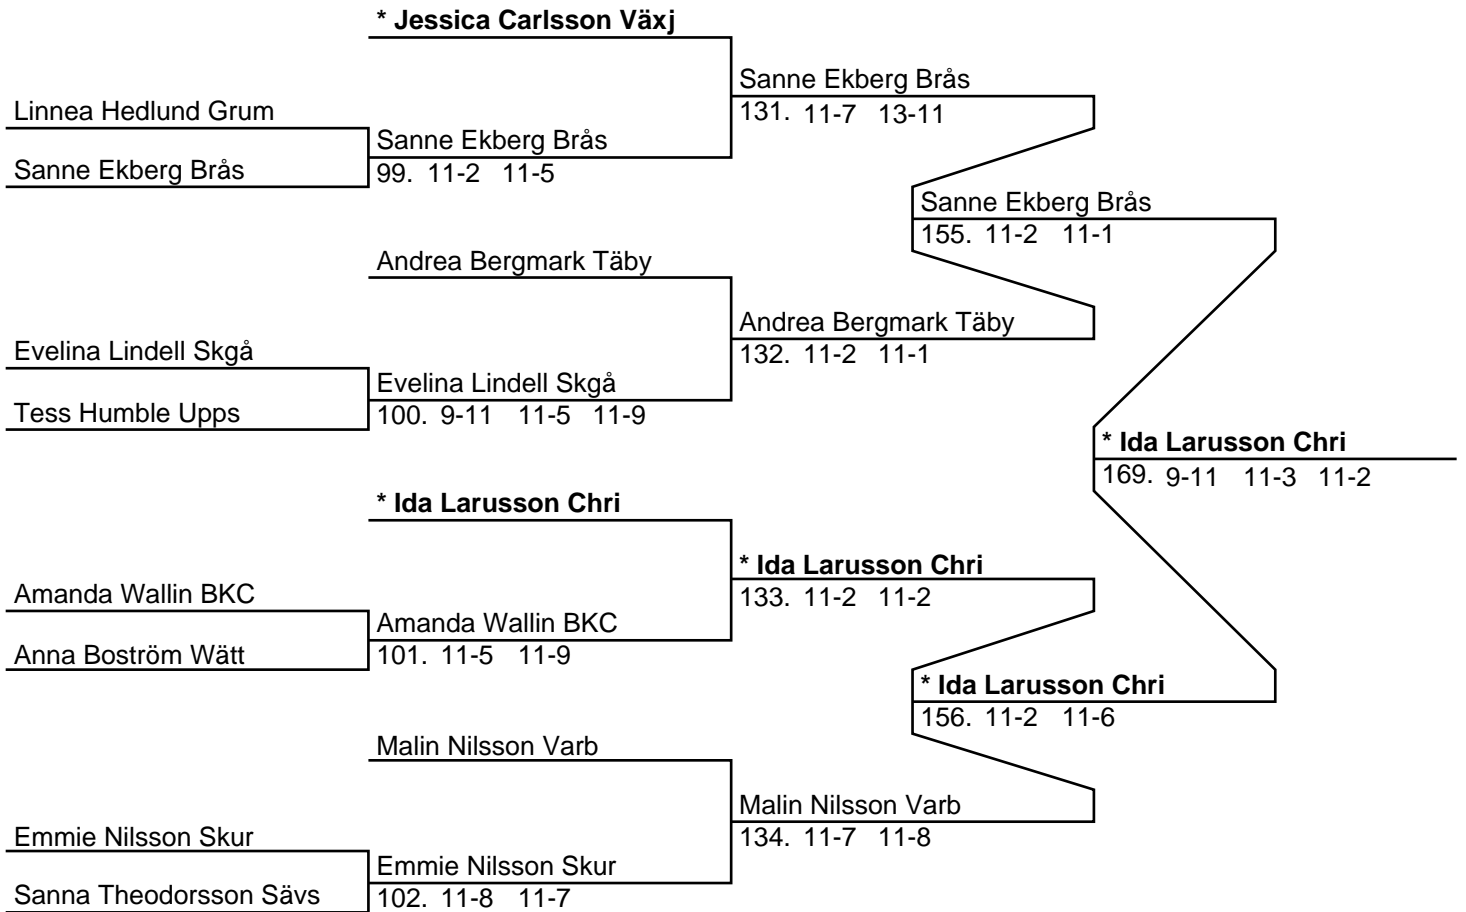 * Jessica Carlsson Växj
Sanne Ekberg Brås
131. 11-7 13-11
Linnea Hedlund Grum
Sanne Ekberg Brås
Sanne Ekberg Brås
99. 11-2 11-5
Sanne Ekberg Brås
155. 11-2 11-1
Andrea Bergmark Täby
Andrea Bergmark Täby
132. 11-2 11-1
Evelina Lindell Skgå
Evelina Lindell Skgå
Tess Humble Upps
100. 9-11 11-5 11-9
* Ida Larusson Chri
169. 9-11 11-3 11-2
* Ida Larusson Chri
* Ida Larusson Chri
133. 11-2 11-2
Amanda Wallin BKC
Amanda Wallin BKC
Anna Boström Wätt
101. 11-5 11-9
* Ida Larusson Chri
156. 11-2 11-6
Malin Nilsson Varb
Malin Nilsson Varb
134. 11-7 11-8
Emmie Nilsson Skur
Emmie Nilsson Skur
Sanna Theodorsson Sävs
102. 11-8 11-7